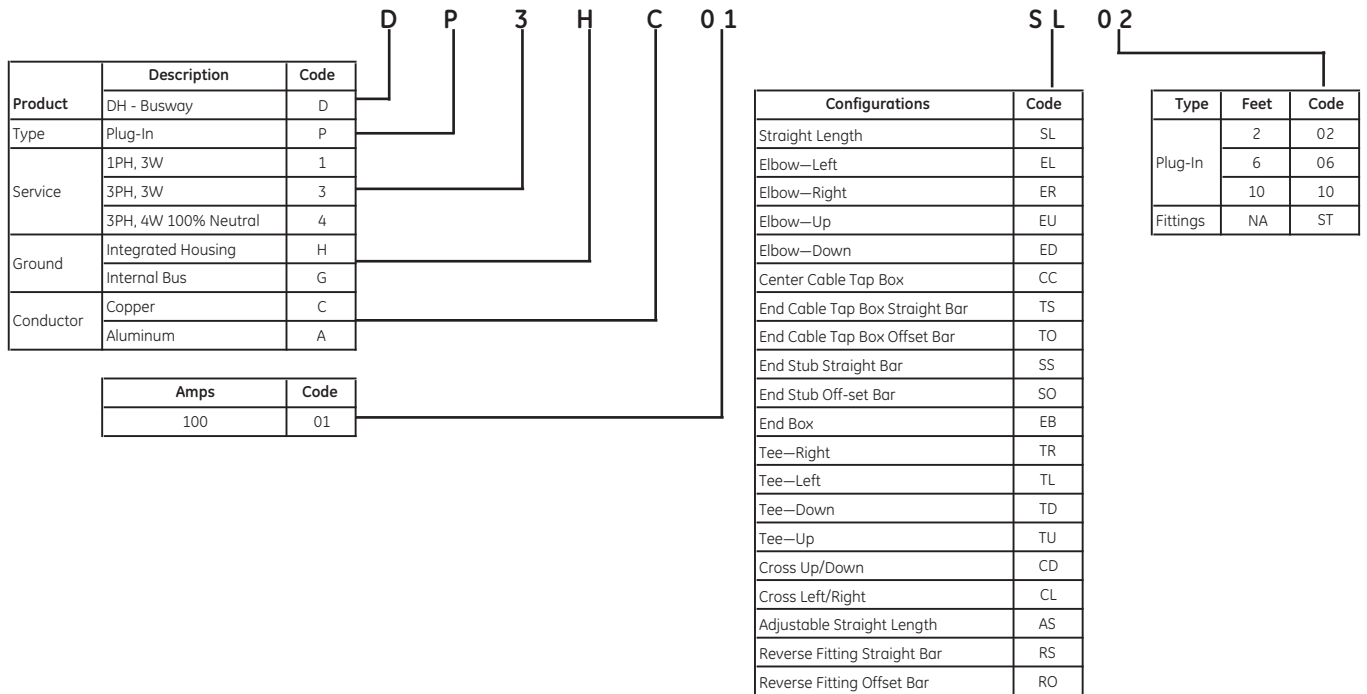 D P 3 H C 0 1 S L 0 2
Description Code
Product DH - Busway D
Type Plug-In P
Service
1PH, 3W 1
3PH, 3W 3
3PH, 4W 100% Neutral 4
Ground
Integrated Housing H
Internal Bus G
Conductor
Copper C
Aluminum A
Amps Code
100 01
Configurations Code
Straight Length SL
Elbow—Left EL
Elbow—Right ER
Elbow—Up EU
Elbow—Down ED
Center Cable Tap Box CC
End Cable Tap Box Straight Bar TS
End Cable Tap Box Offset Bar TO
End Stub Straight Bar SS
End Stub Off-set Bar SO
End Box EB
Tee—Right TR
Tee—Left TL
Tee—Down TD
Tee—Up TU
Cross Up/Down CD
Cross Left/Right CL
Adjustable Straight Length AS
Reverse Fitting Straight Bar RS
Reverse Fitting Offset Bar RO
Type Feet Code
Plug-In
2 02
6 06
10 10
Fittings NA ST